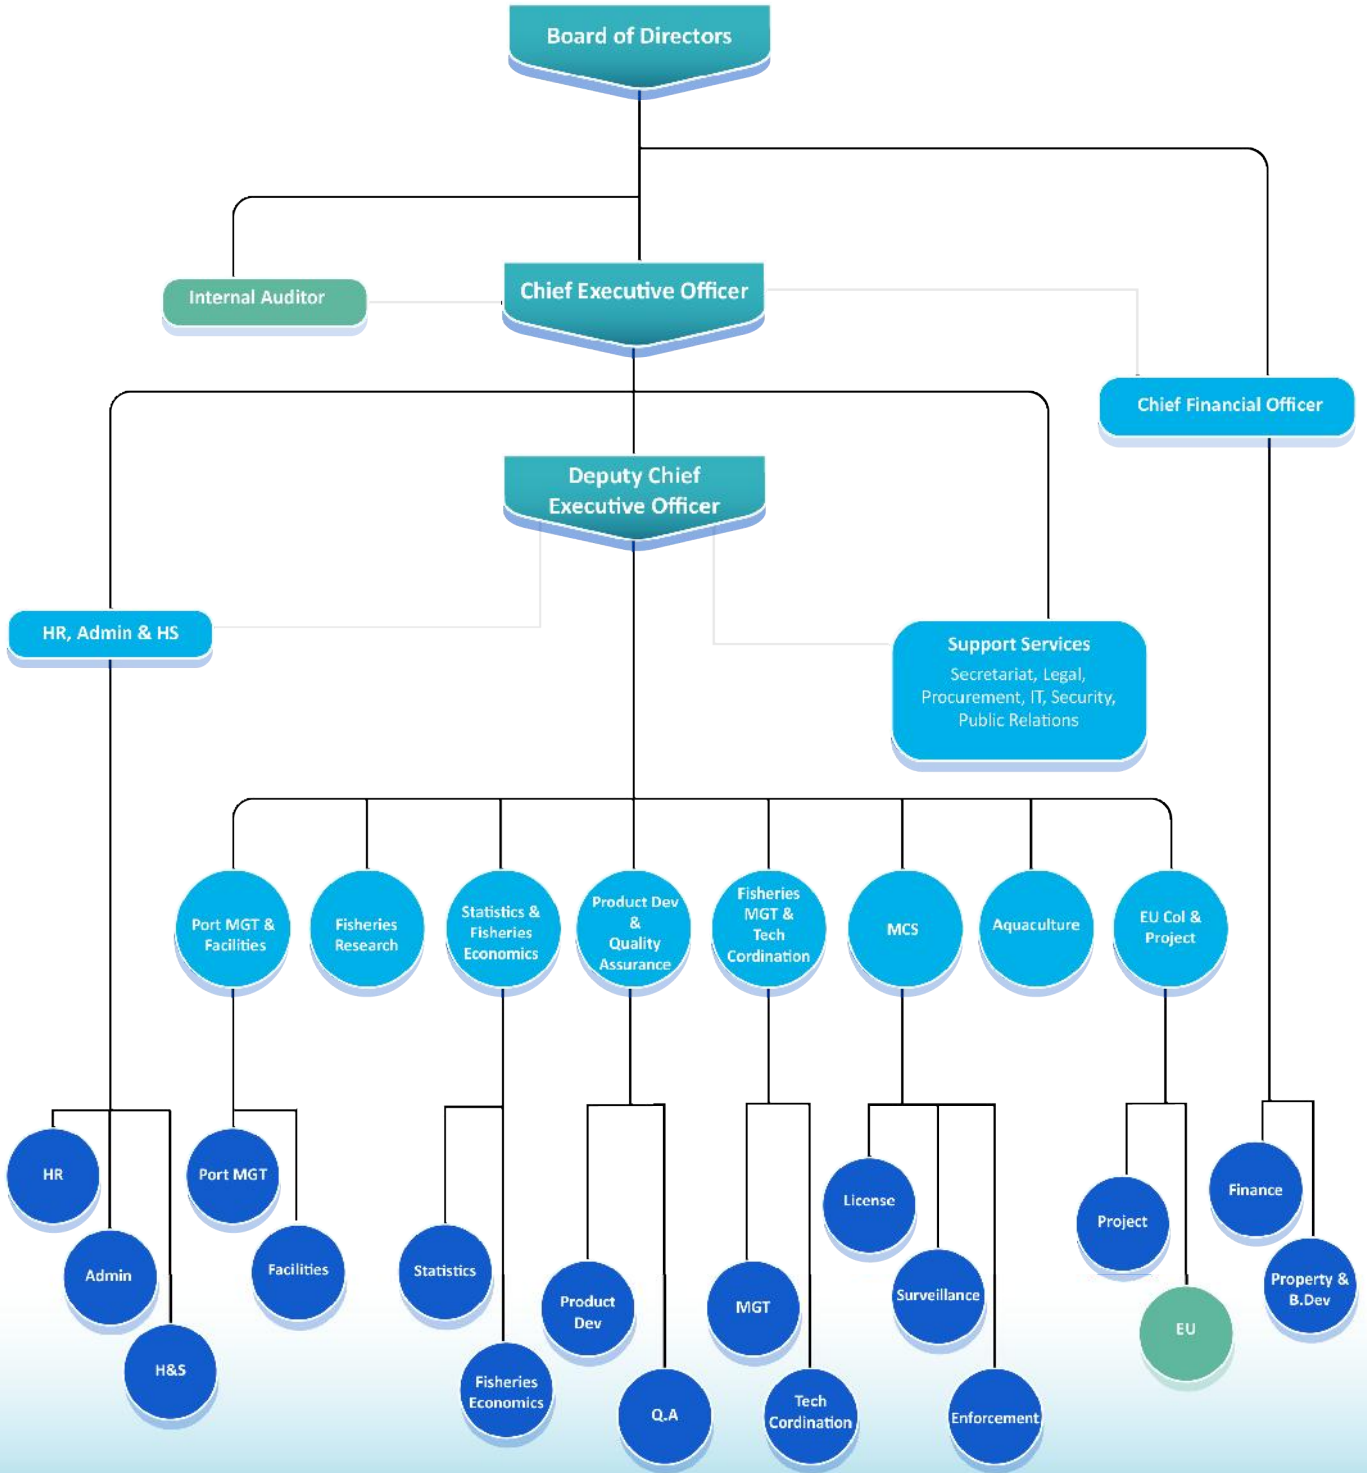 Board of Directors
Internal Auditor
Chief Executive Officer
Chief Financial Officer
Deputy Chief
Executive Officer
HR, Admin & HS
Support Services
Secretariat, Legal,
Procurement, IT, Security,
Public Relations
Port MGT &
Facilities
Fisheries
Research
Statistics &
Fisheries
Economics
Product Dev
&
Quality
Assurance
Fisheries
MGT &
Tech
Cordination
MCS
Aquaculture
EU Col &
Project
HR
Admin
H&S
Port MGT
Facilities
Statistics
Fisheries
Economics
Product
Dev
Q.A
MGT
Tech
Cordination
License
Surveillance
Enforcement
Project
EU
Finance
Property &
B.Dev